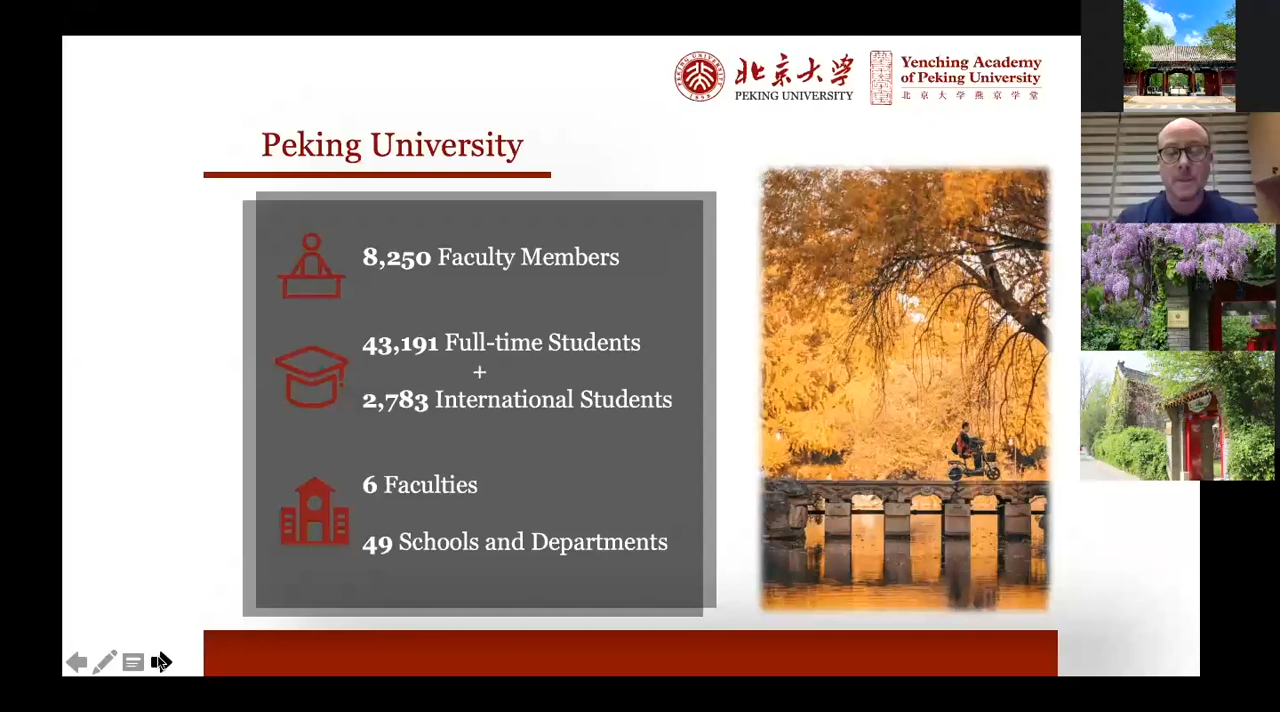 北京大学
PEKING UNIVERSITY
Yenching Academy
of Peking University
北京大学燕京学堂
Peking University
8,250 Faculty Members
43,191 Full-time Students
+
2,783 International Students
6 Faculties
49 Schools and Departments